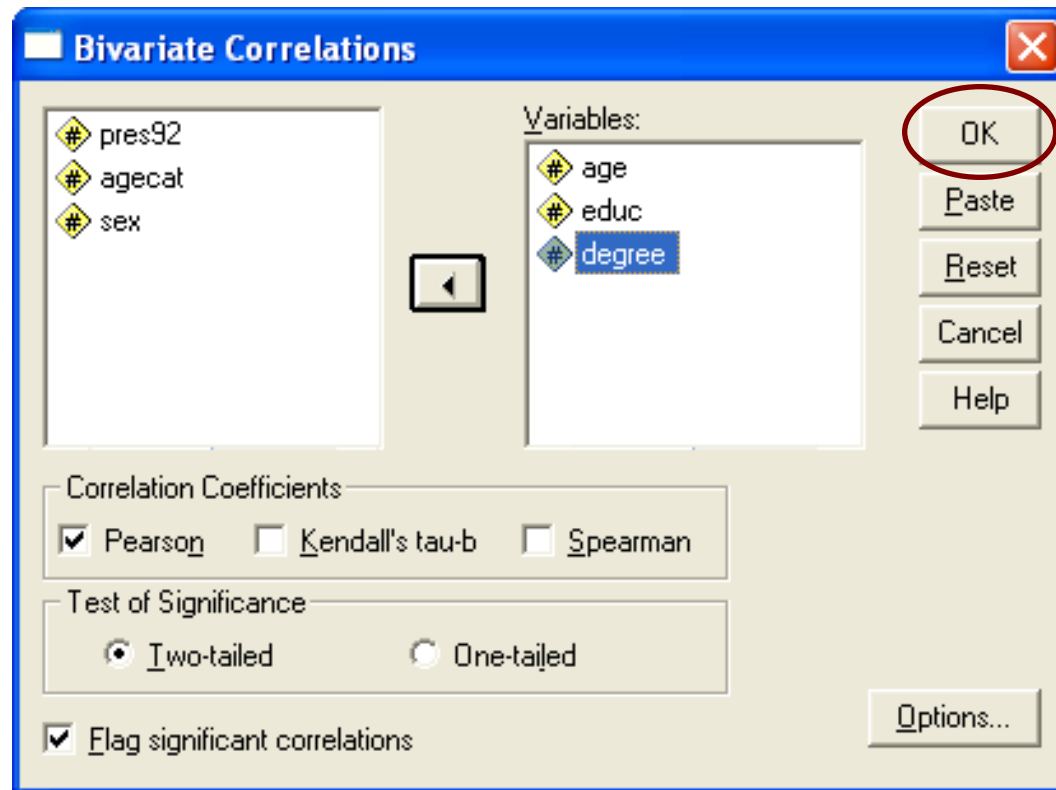 Bivariate Correlations
pres92
agecat
sex
Variables:
age
educ
degree
OK
Paste
Reset
Cancel
Help
Correlation Coefficients
Pearson Kendall's tau-b Spearman
Test of Significance
Two-tailed One-tailed
Flag significant correlations
Options...